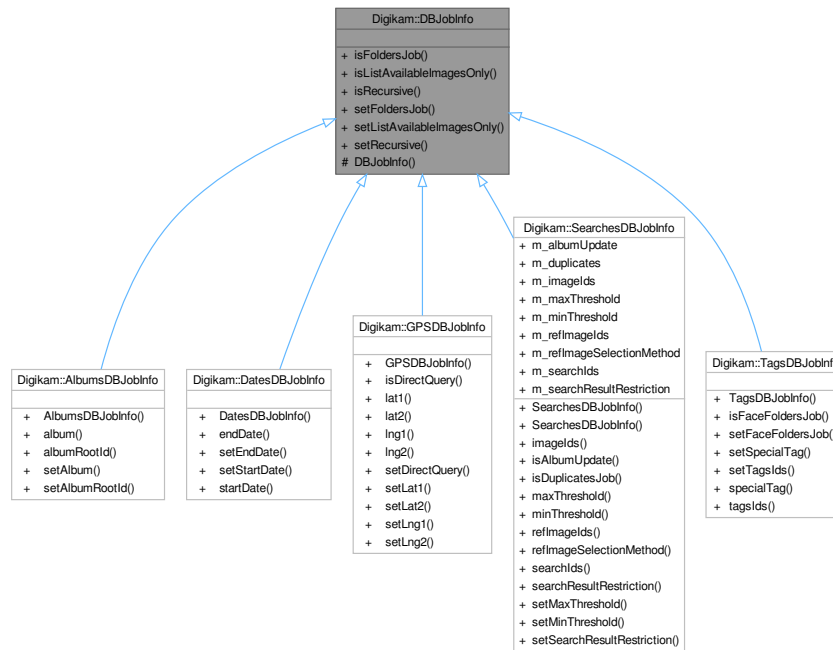 Digikam::DBJobInfo
+ isFoldersJob()
+ isListAvailableImagesOnly()
+ isRecursive()
+ setFoldersJob()
+ setListAvailableImagesOnly()
+ setRecursive()
# DBJobInfo()
Digikam::AlbumsDBJobInfo
+ AlbumsDBJobInfo()
+ album()
+ albumRootId()
+ setAlbum()
+ setAlbumRootId()
Digikam::DatesDBJobInfo
+ DatesDBJobInfo()
+ endDate()
+ setEndDate()
+ setStartDate()
+ startDate()
Digikam::GPSDBJobInfo
+ GPSDBJobInfo()
+ isDirectQuery()
+ lat1()
+ lat2()
+ lng1()
+ lng2()
+ setDirectQuery()
+ setLat1()
+ setLat2()
+ setLng1()
+ setLng2()
Digikam::SearchesDBJobInfo
+ m_albumUpdate
+ m_duplicates
+ m_imageIds
+ m_maxThreshold
+ m_minThreshold
+ m_refImageIds
+ m_refImageSelectionMethod
+ m_searchIds
+ m_searchResultRestriction
+ SearchesDBJobInfo()
+ SearchesDBJobInfo()
+ imageIds()
+ isAlbumUpdate()
+ isDuplicatesJob()
+ maxThreshold()
+ minThreshold()
+ refImageIds()
+ refImageSelectionMethod()
+ searchIds()
+ searchResultRestriction()
+ setMaxThreshold()
+ setMinThreshold()
+ setSearchResultRestriction()
Digikam::TagsDBJobInfo
+ TagsDBJobInfo()
+ isFaceFoldersJob()
+ setFaceFoldersJob()
+ setSpecialTag()
+ setTagsIds()
+ specialTag()
+ tagsIds()